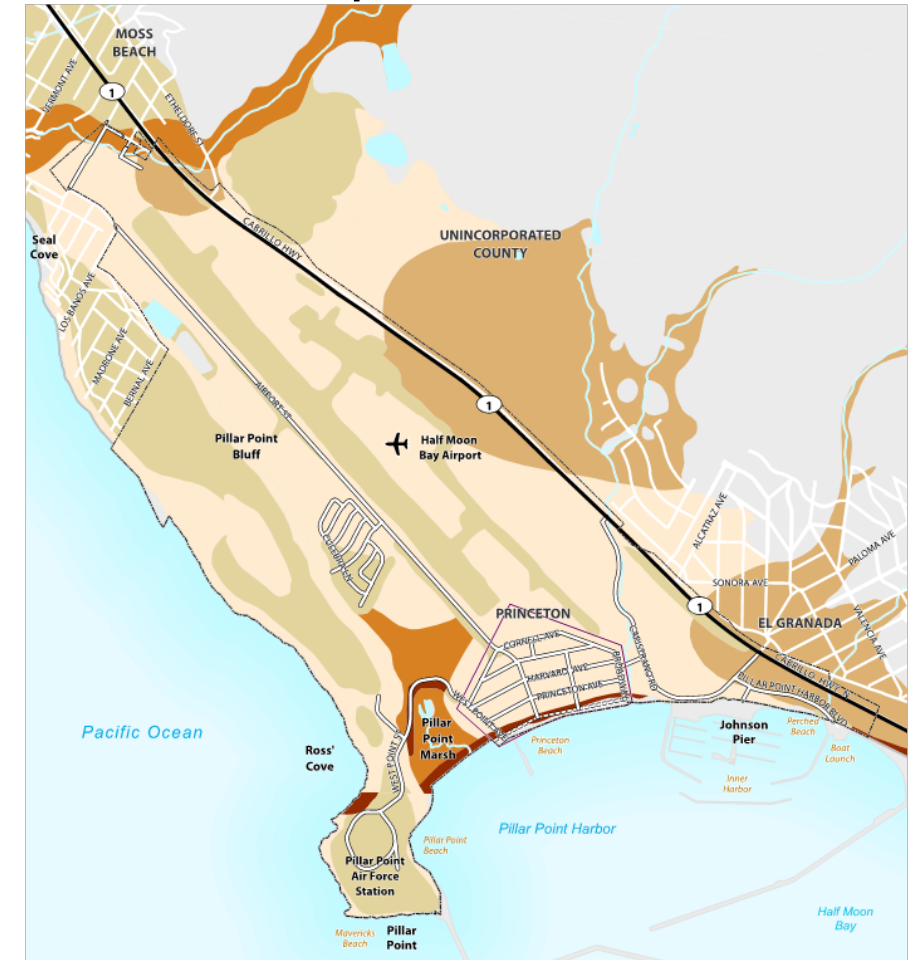 MOSS
BEACH
VERMONT AVE
1
ETHELDORE ST
Seal
Cove
CABRILLO HWY
UNINCORPORATED
COUNTY
LOS BANOS AVE
MADRONE AVE
BERNAL AVE
AIRPORT ST
1
Pillar Point
Bluff
Half Moon
Bay Airport
ALCATRAZ AVE
PALOMA AVE
CULEBRA LN
SONORA AVE
1
PRINCETON
EL GRANADA
VALENCIA AVE
CORNELL AVE
HARVARD AVE
PRINCETON AVE
BROADWAY
CAPISTRANO RD
CABRILLO HWY N
PILLAR POINT HARBOR BLVD
WEST POINT AVE
Pillar
Point
Marsh
Pacific Ocean
Ross'
Cove
WEST POINT ST
Princeton
Beach
Johnson
Pier
Perched
Beach
Boat
Launch
Inner
Harbor
Pillar Point Harbor
Pillar Point
Beach
Pillar Point
Air Force
Station
Half Moon
Bay
Mavericks
Beach
Pillar
Point